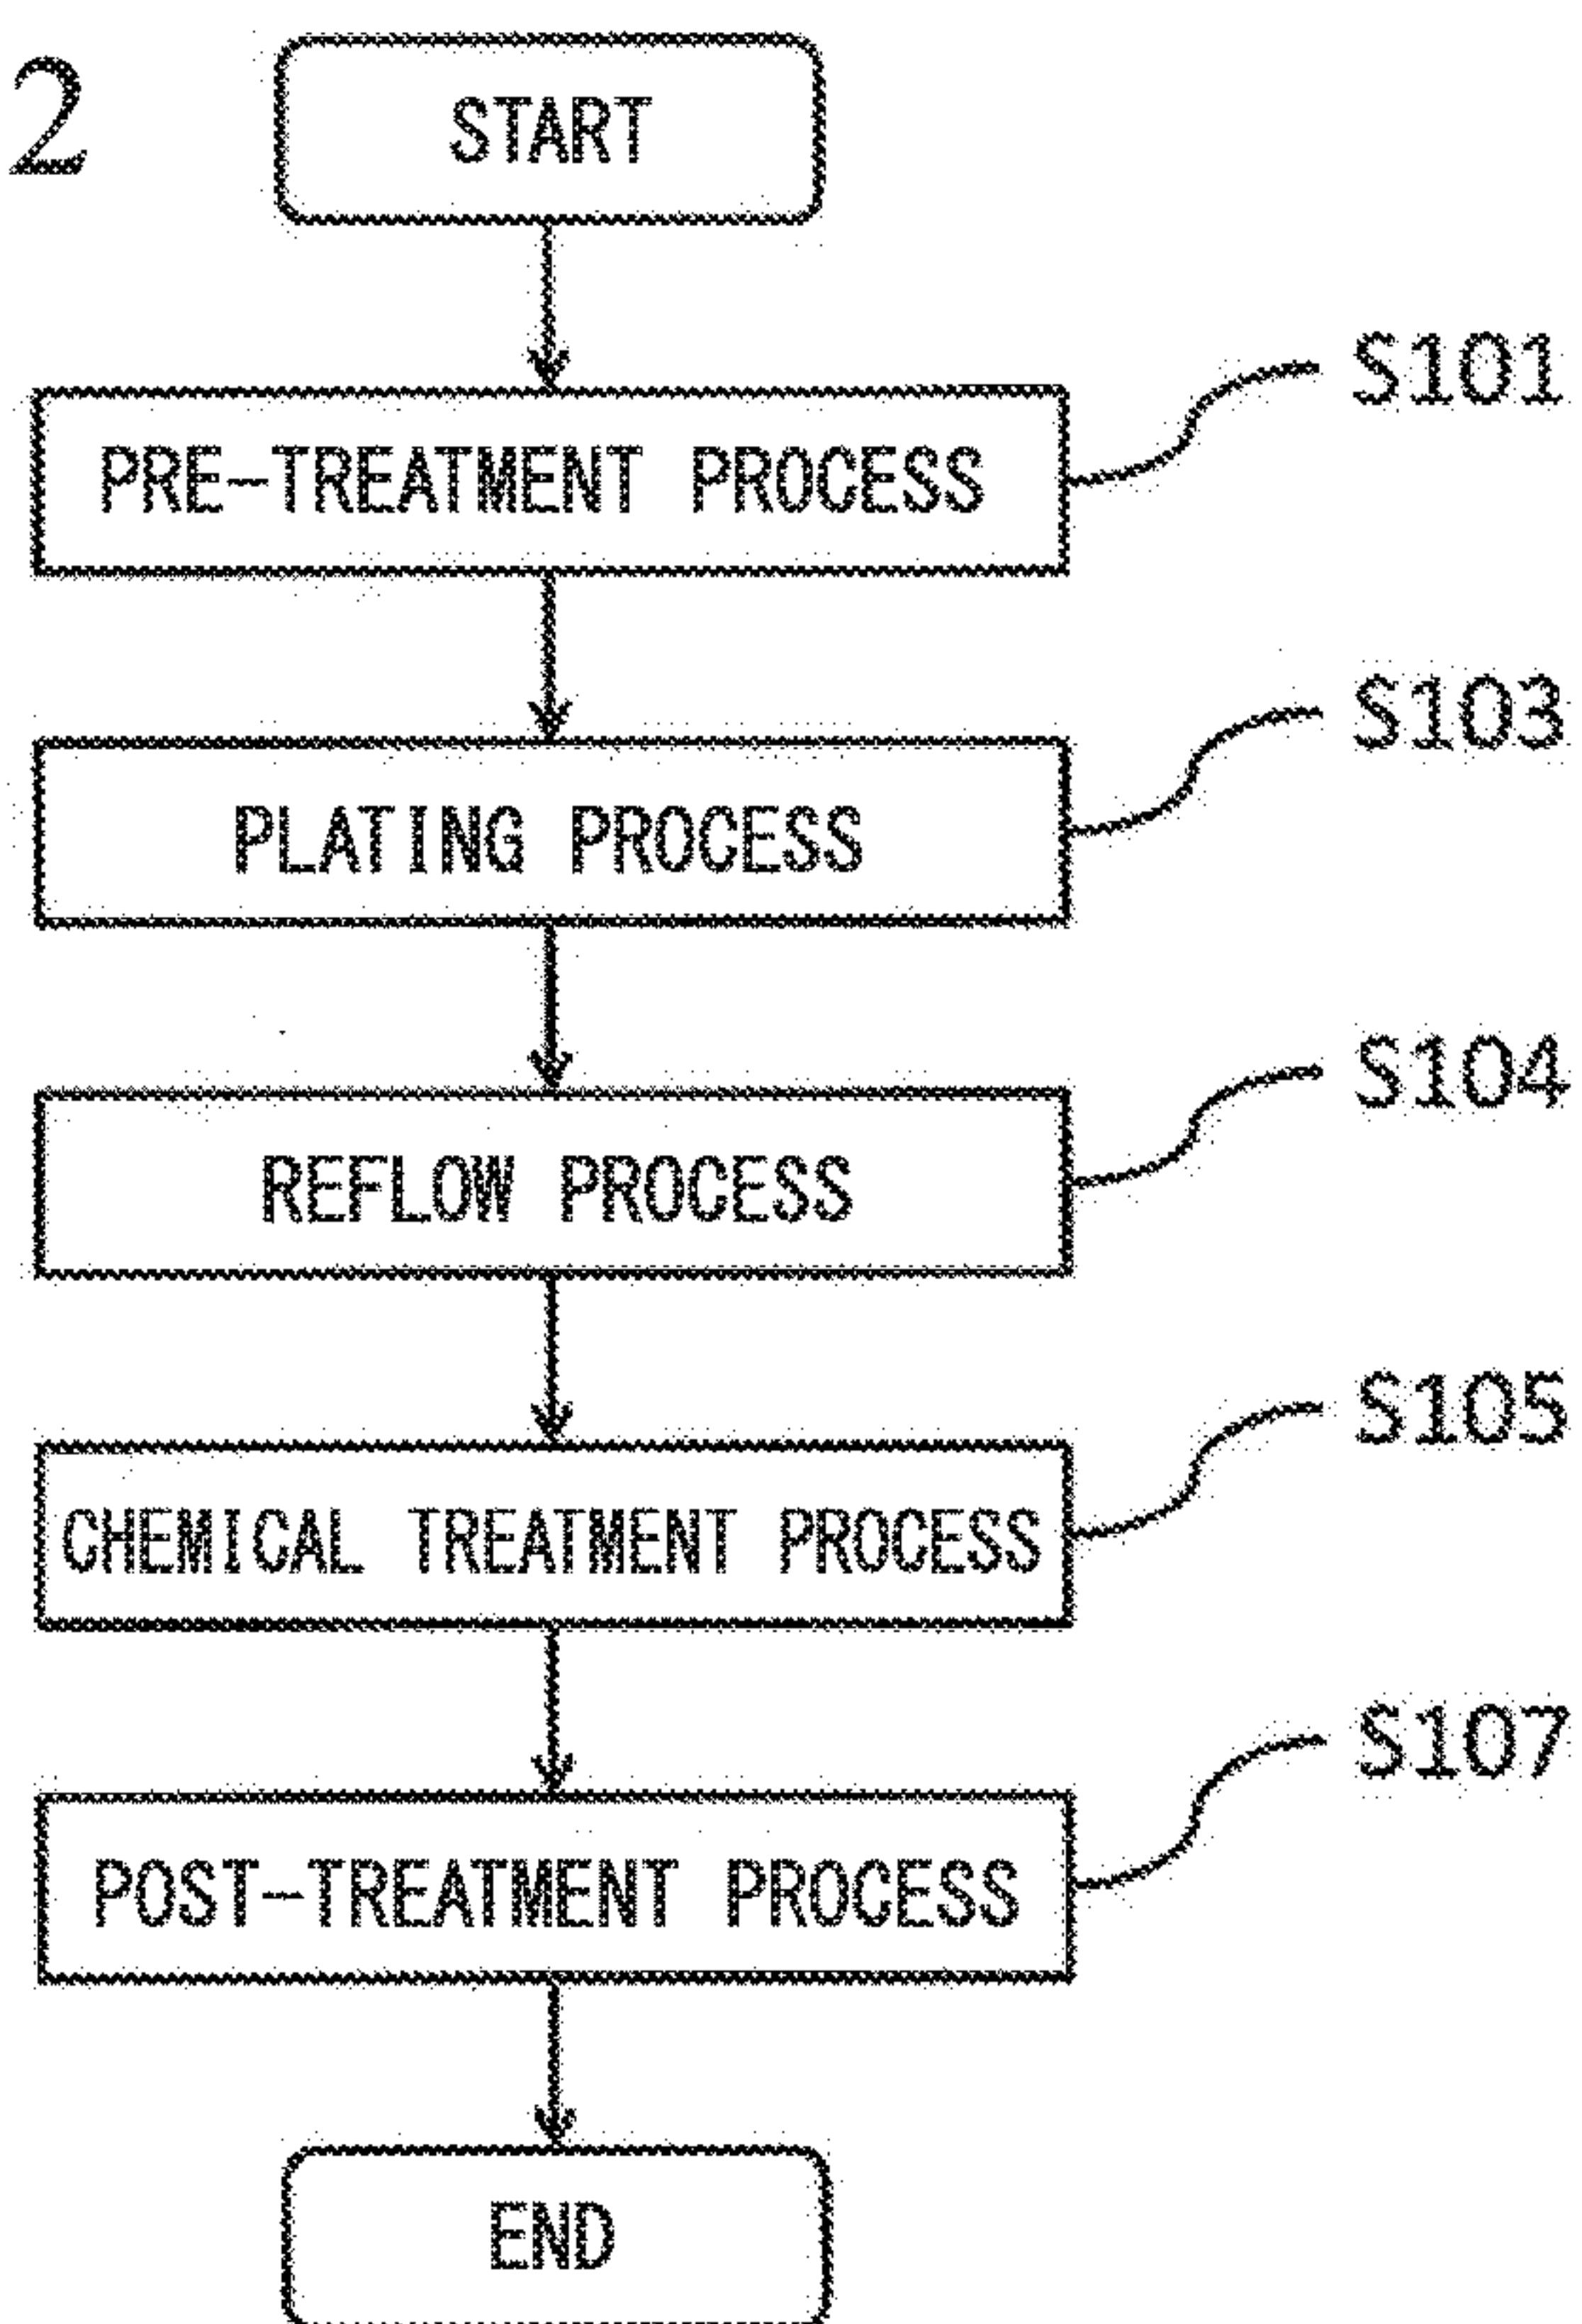 2
START
S101
PRE-TREATMENT PROCESS
S103
PLATING PROCESS
S104
REFLOW PROCESS
S105
CHEMICAL TREATMENT PROCESS
S107
POST-TREATMENT PROCESS
END